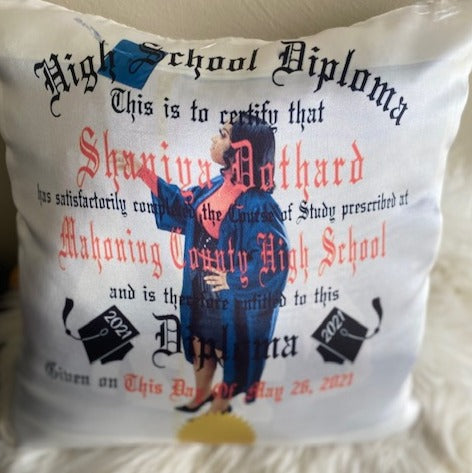 High School Diploma
This is to certify that
Shaniya Dothard
has satisfactorily completed the Course of Study prescribed at
Mahoning County High School
and is therefore entitled to this
2021 Diploma 2021
Given on This Day Of May 26, 2021